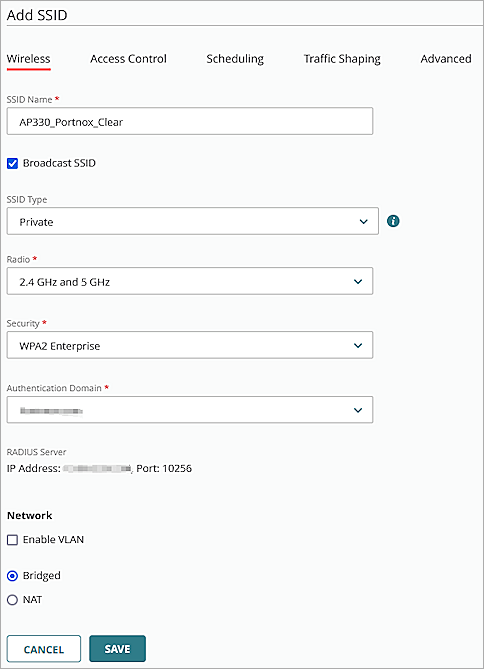 Add SSID
Wireless Access Control Scheduling Traffic Shaping Advanced
SSID Name *
AP330_Portnox_Clear
Broadcast SSID
SSID Type
Private
Radio *
2.4 GHz and 5 GHz
Security *
WPA2 Enterprise
Authentication Domain *
RADIUS Server
IP Address: , Port: 10256
Network
Enable VLAN
Bridged
NAT
CANCEL SAVE